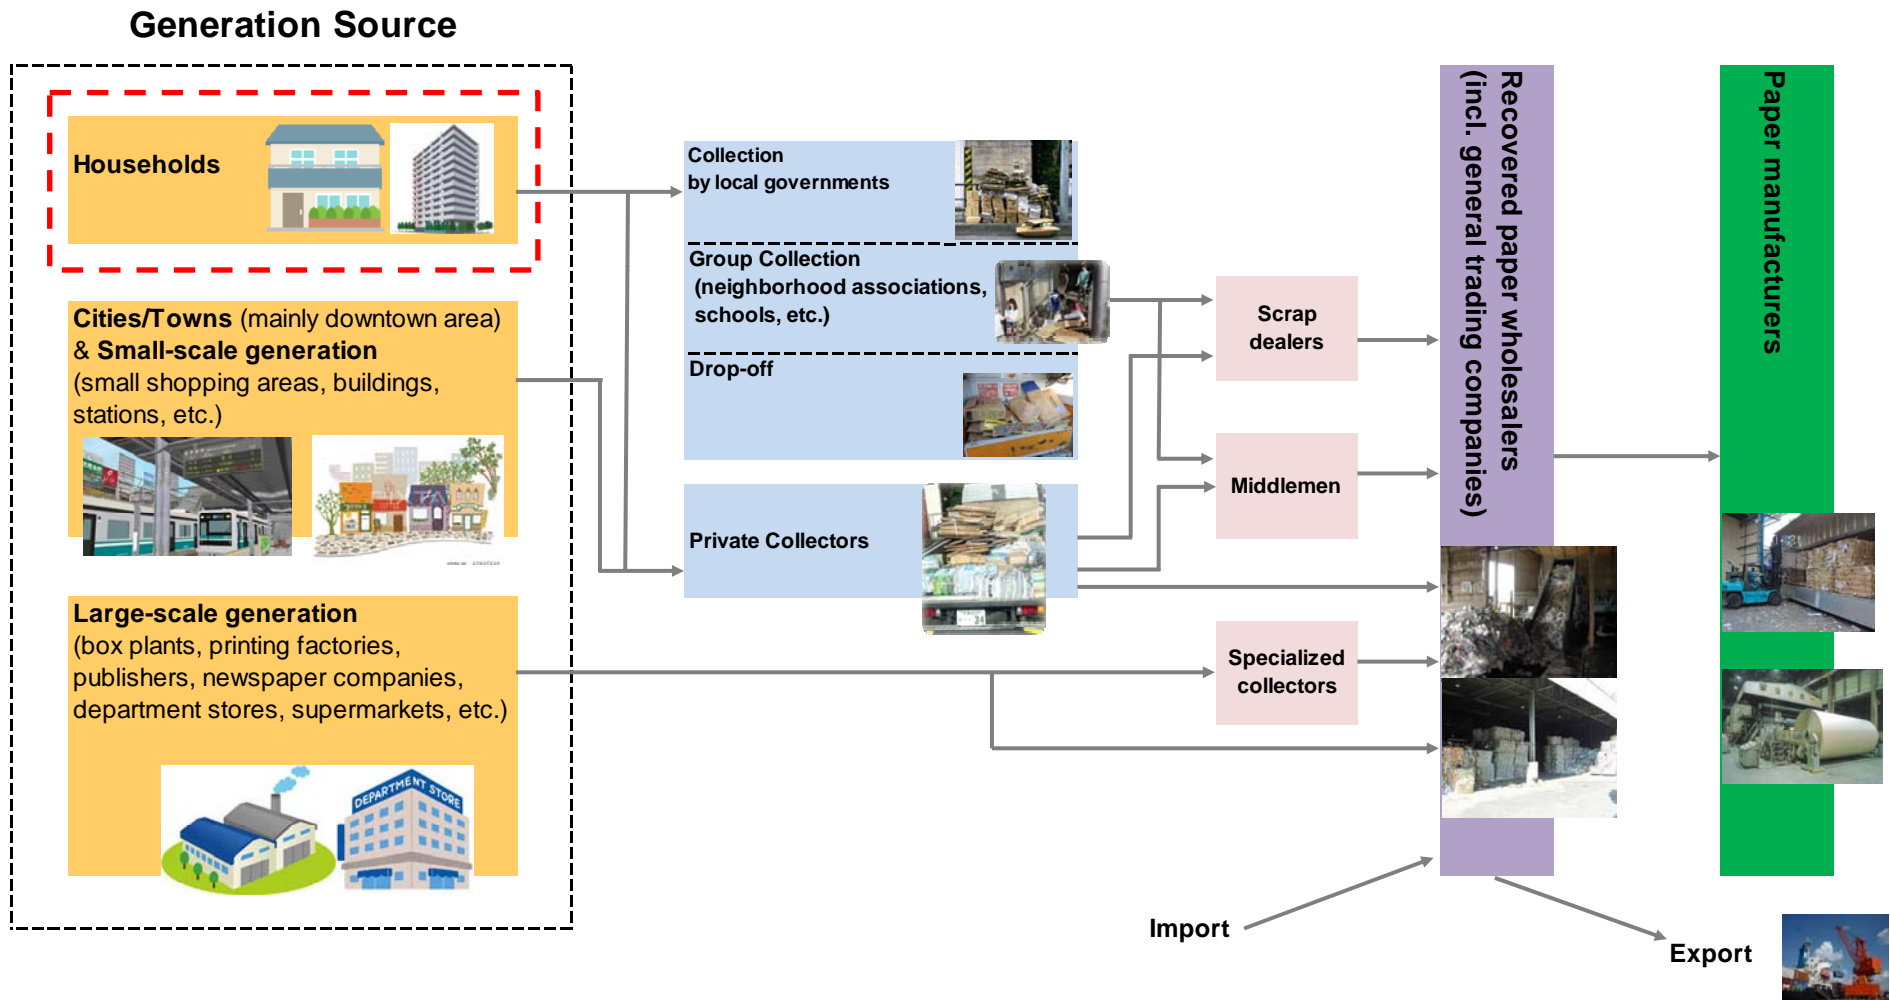 Generation Source
Households
Cities/Towns (mainly downtown area)
& Small-scale generation
(small shopping areas, buildings,
stations, etc.)
Large-scale generation
(box plants, printing factories,
publishers, newspaper companies,
department stores, supermarkets, etc.)
DEPARTMENT STORE
Collection
by local governments
Group Collection
(neighborhood associations,
schools, etc.)
Drop-off
Private Collectors
Scrap
dealers
Middlemen
Specialized
collectors
Recovered paper wholesalers
(incl. general trading companies)
Paper manufacturers
Import
Export